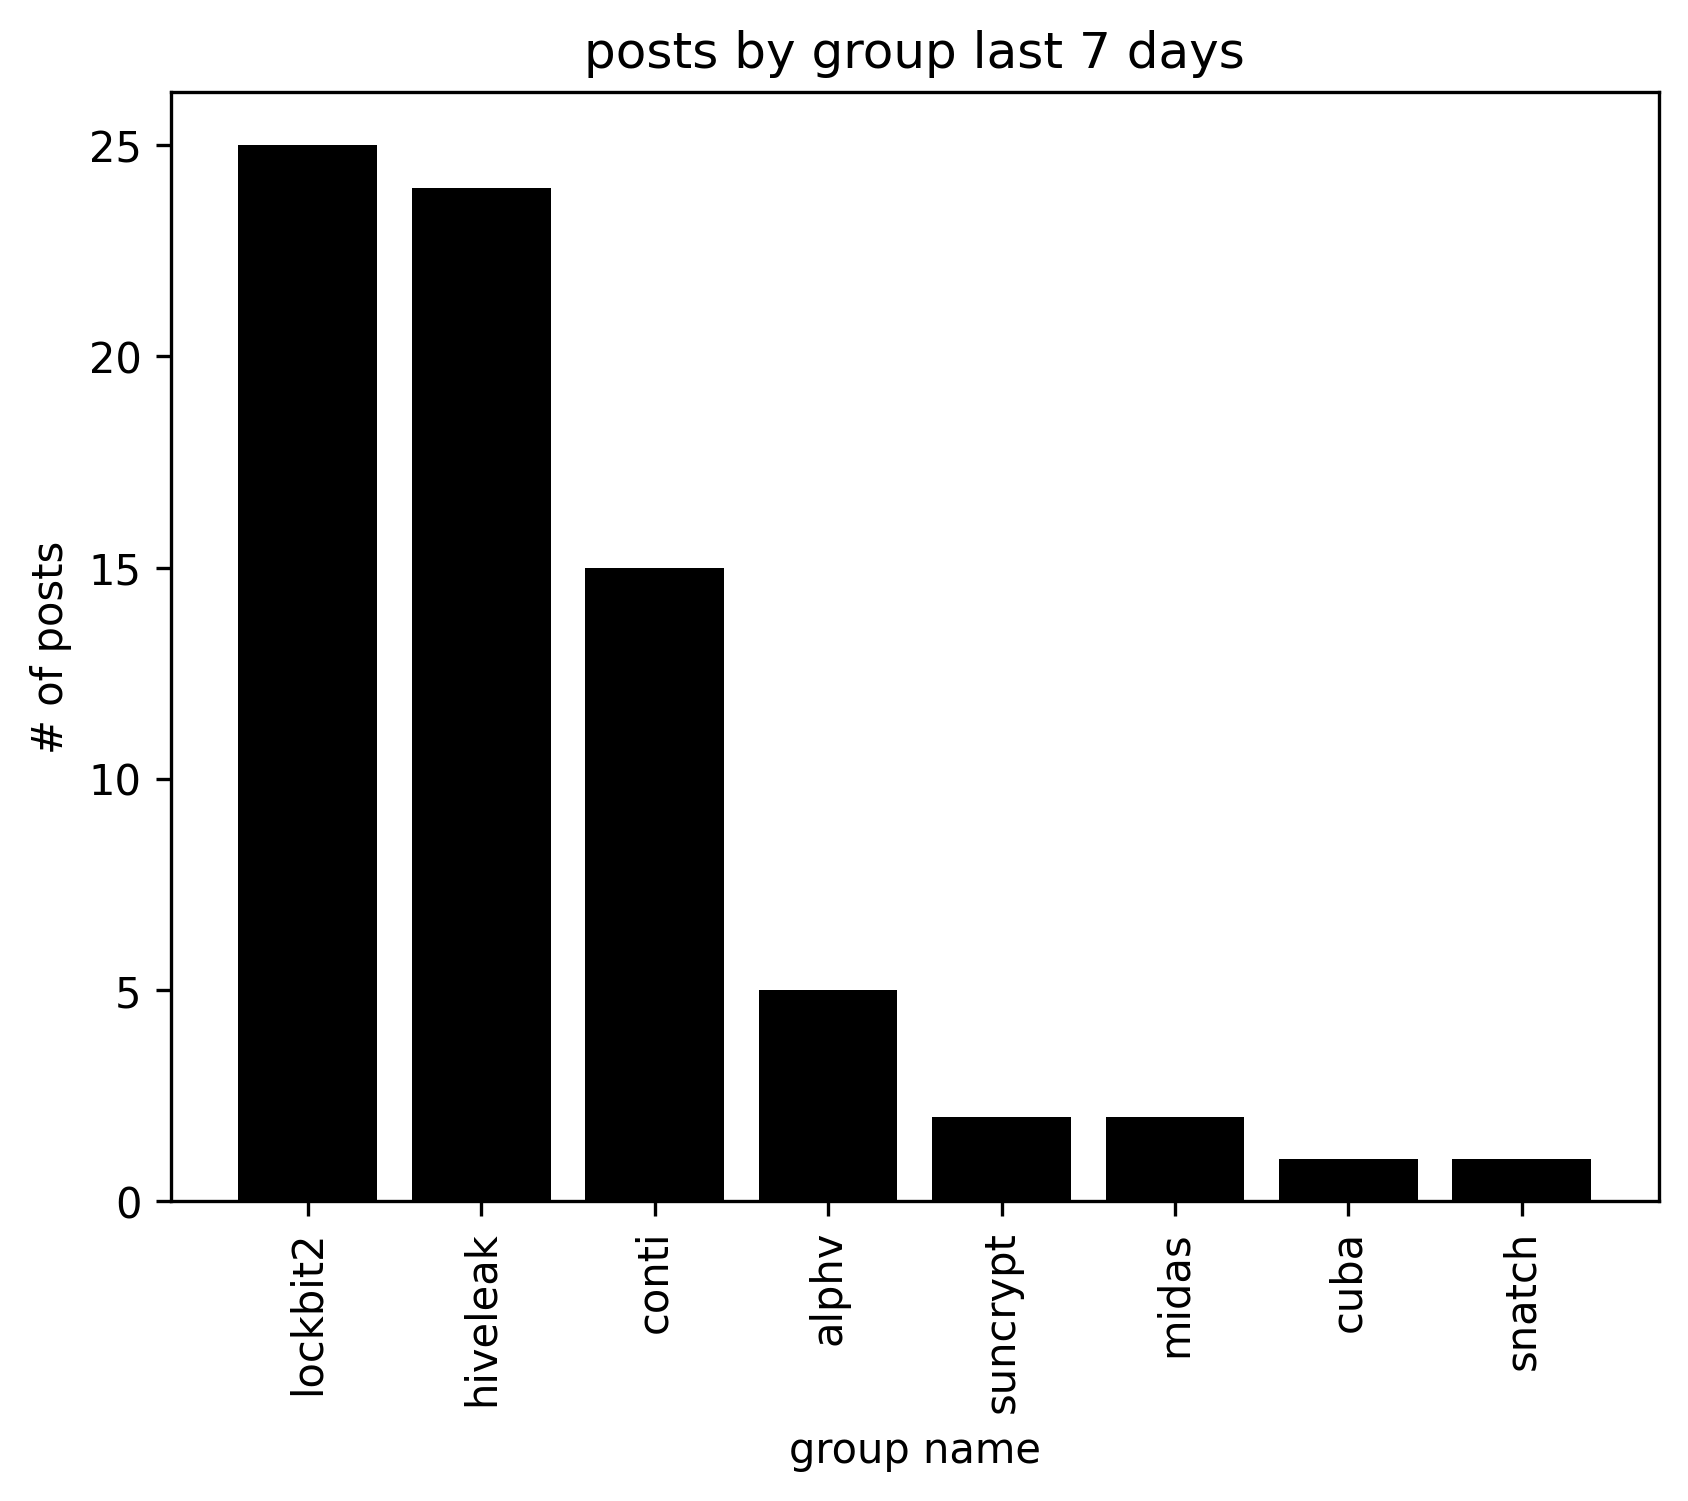 posts by group last 7 days
# of posts
25
20
15
10
5
0
lockbit2
hiveleak
conti
alphv
suncrypt
midas
cuba
snatch
group name